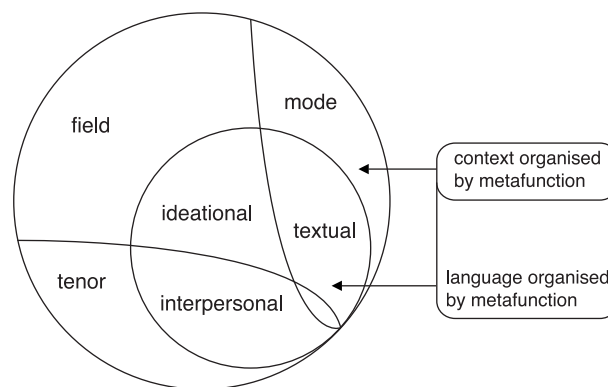 mode
field
context organised
by metafunction
ideational
textual
tenor
language organised
by metafunction
interpersonal